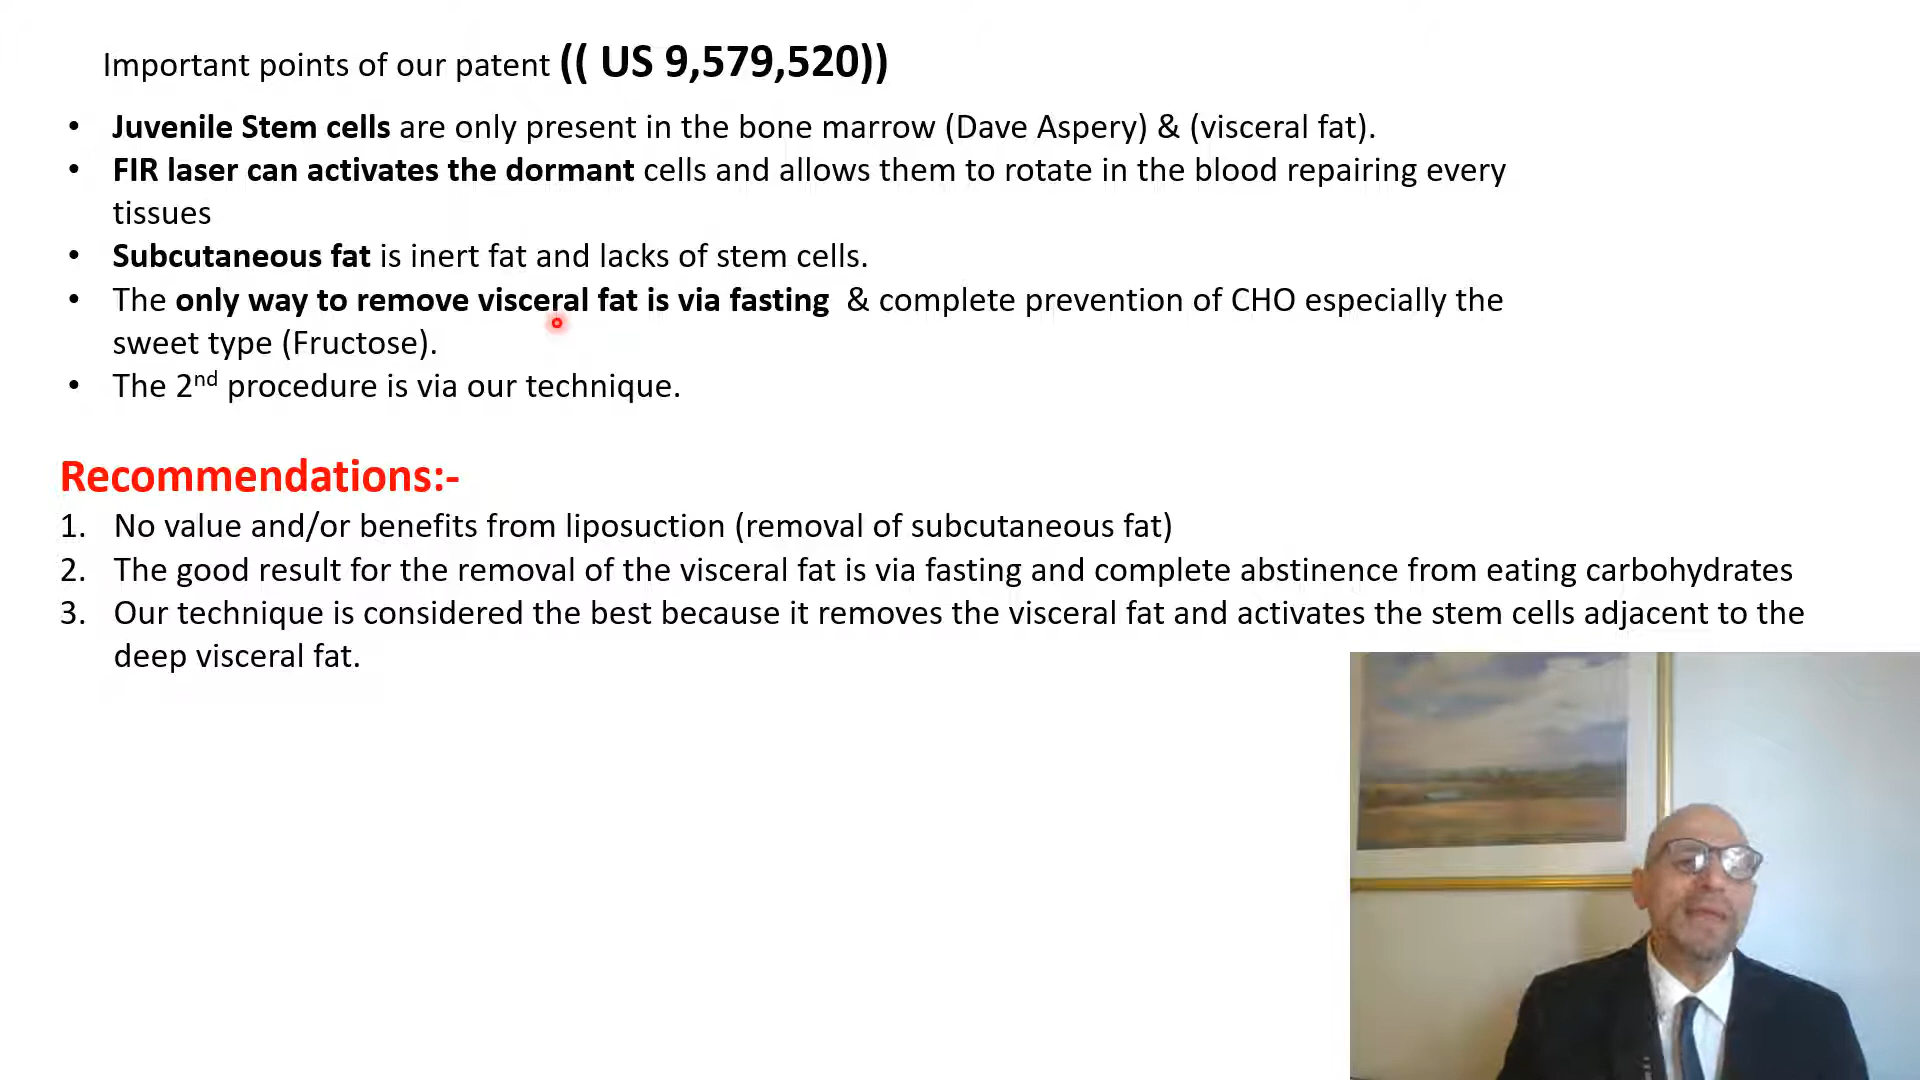 Important points of our patent (( US 9,579,520))
• Juvenile Stem cells are only present in the bone marrow (Dave Aspery) & (visceral fat).
• FIR laser can activates the dormant cells and allows them to rotate in the blood repairing every
tissues
• Subcutaneous fat is inert fat and lacks of stem cells.
• The only way to remove visceral fat is via fasting & complete prevention of CHO especially the
sweet type (Fructose).
• The 2nd procedure is via our technique.
Recommendations:-
1. No value and/or benefits from liposuction (removal of subcutaneous fat)
2. The good result for the removal of the visceral fat is via fasting and complete abstinence from eating carbohydrates
3. Our technique is considered the best because it removes the visceral fat and activates the stem cells adjacent to the
deep visceral fat.